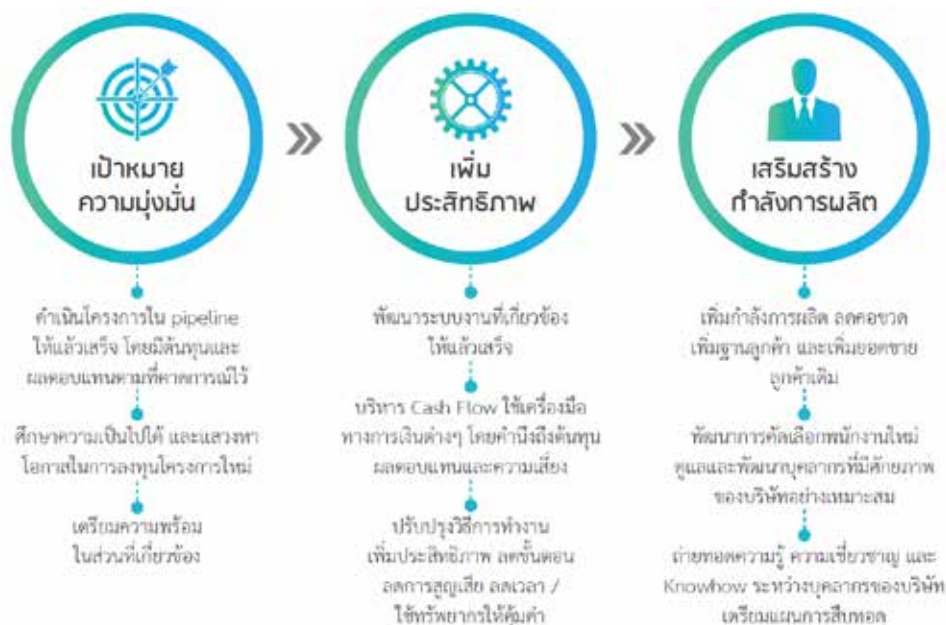 เป้าหมาย
ความมุ่งมั่น
ดำเนินโครงการใน pipeline
ให้แล้วเสร็จ โดยมีต้นทุนและ
ผลตอบแทนตามที่คาดการณ์ไว้
ศึกษาความเป็นไปได้ และแสวงหา
โอกาสในการลงทุนโครงการใหม่
เตรียมความพร้อม
ในส่วนที่เกี่ยวข้อง
เพิ่ม
ประสิทธิภาพ
พัฒนาระบบงานที่เกี่ยวข้อง
ให้แล้วเสร็จ
บริหาร Cash Flow ใช้เครื่องมือ
ทางการเงินต่างๆ โดยคำนึงถึงต้นทุน
ผลตอบแทนและความเสี่ยง
ปรับปรุงวิธีการทำงาน
เพิ่มประสิทธิภาพ ลดขั้นตอน
ลดการสูญเสีย ลดเวลา /
ใช้ทรัพยากรให้คุ้มค่า
เสริมสร้าง
กำลังการผลิต
เพิ่มกำลังการผลิต ลดคอขวด
เพิ่มฐานลูกค้า และเพิ่มยอดขาย
ลูกค้าเดิม
พัฒนาการคัดเลือกพนักงานใหม่
ดูแลและพัฒนาบุคลากรที่มีศักยภาพ
ของบริษัทอย่างเหมาะสม
ถ่ายทอดความรู้ ความเชี่ยวชาญ และ
Knowhow ระหว่างบุคลากรของบริษัท
เตรียมแผนการสืบทอด